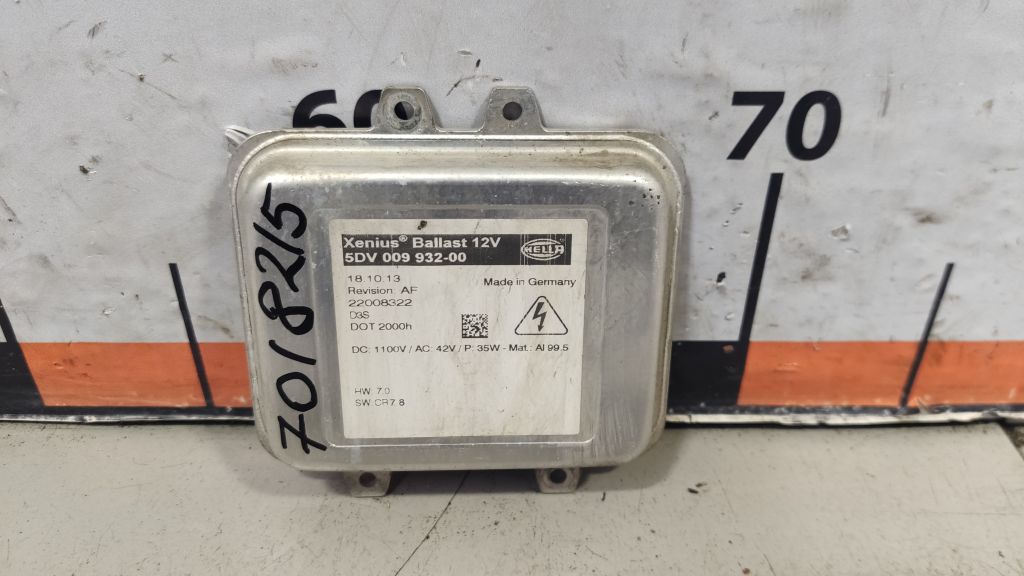 60
70
Xenius® Ballast 12V
5DV 009 932-00
HELLA
18.10.13
Made in Germany
Revision: AF
22008322
D3S
DOT 2000h
DC: 1100V / AC: 42V / P: 35W - Mat.: Al 99.5
HW: 7.0
SW:CR7.8
7018215